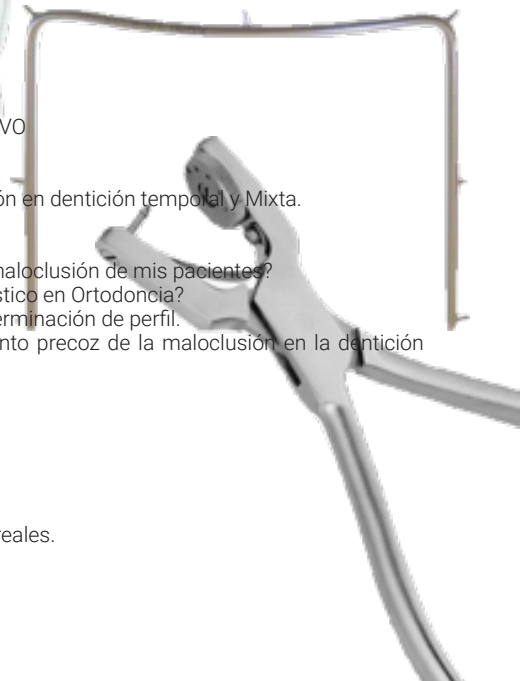 VO
ón en dentición temporal y Mixta.
naloclusión de mis pacientes?
stico en Ortodoncia?
erminación de perfil.
nto precoz de la maloclusión en la dentición
reales.